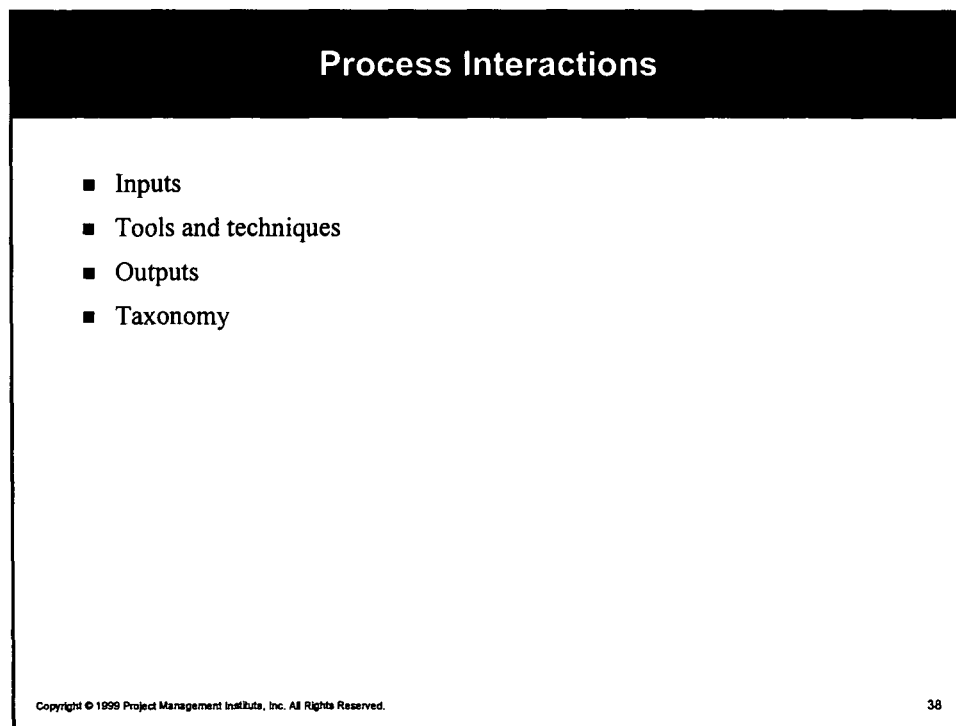 Process Interactions
■ Inputs
■ Tools and techniques
■ Outputs
■ Taxonomy
Copyright © 1999 Project Management Institute, Inc. All Rights Reserved.
38